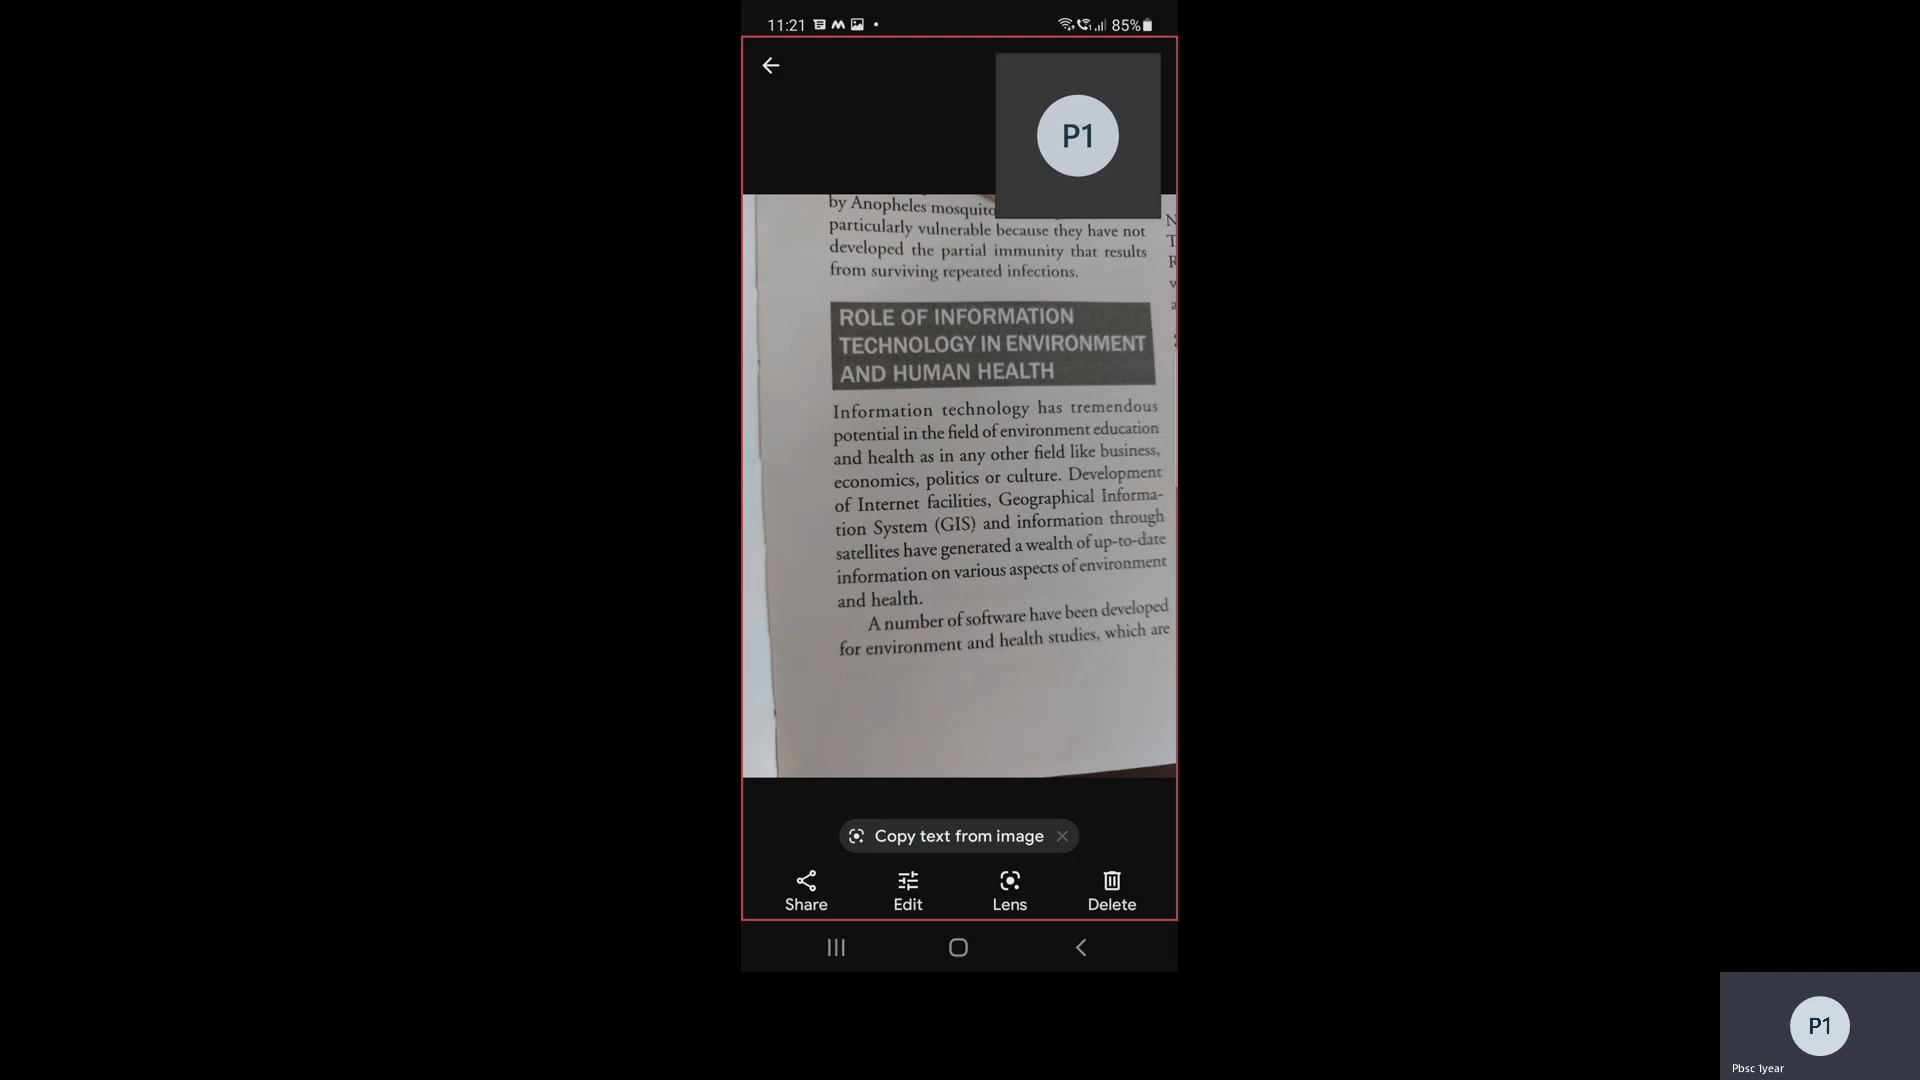 11:21
85%
P1
by Anopheles mosquito
particularly vulnerable because they have not
developed the partial immunity that results
from surviving repeated infections.
ROLE OF INFORMATION
TECHNOLOGY IN ENVIRONMENT
AND HUMAN HEALTH
Information technology has tremendous
potential in the field of environment education
and health as in any other field like business,
economics, politics or culture. Development
of Internet facilities, Geographical Informa-
tion System (GIS) and information through
satellites have generated a wealth of up-to-date
information on various aspects of environment
and health.
A number of software have been developed
for environment and health studies, which are
Copy text from image
Share Edit Lens Delete
P1
Pbsc 1year